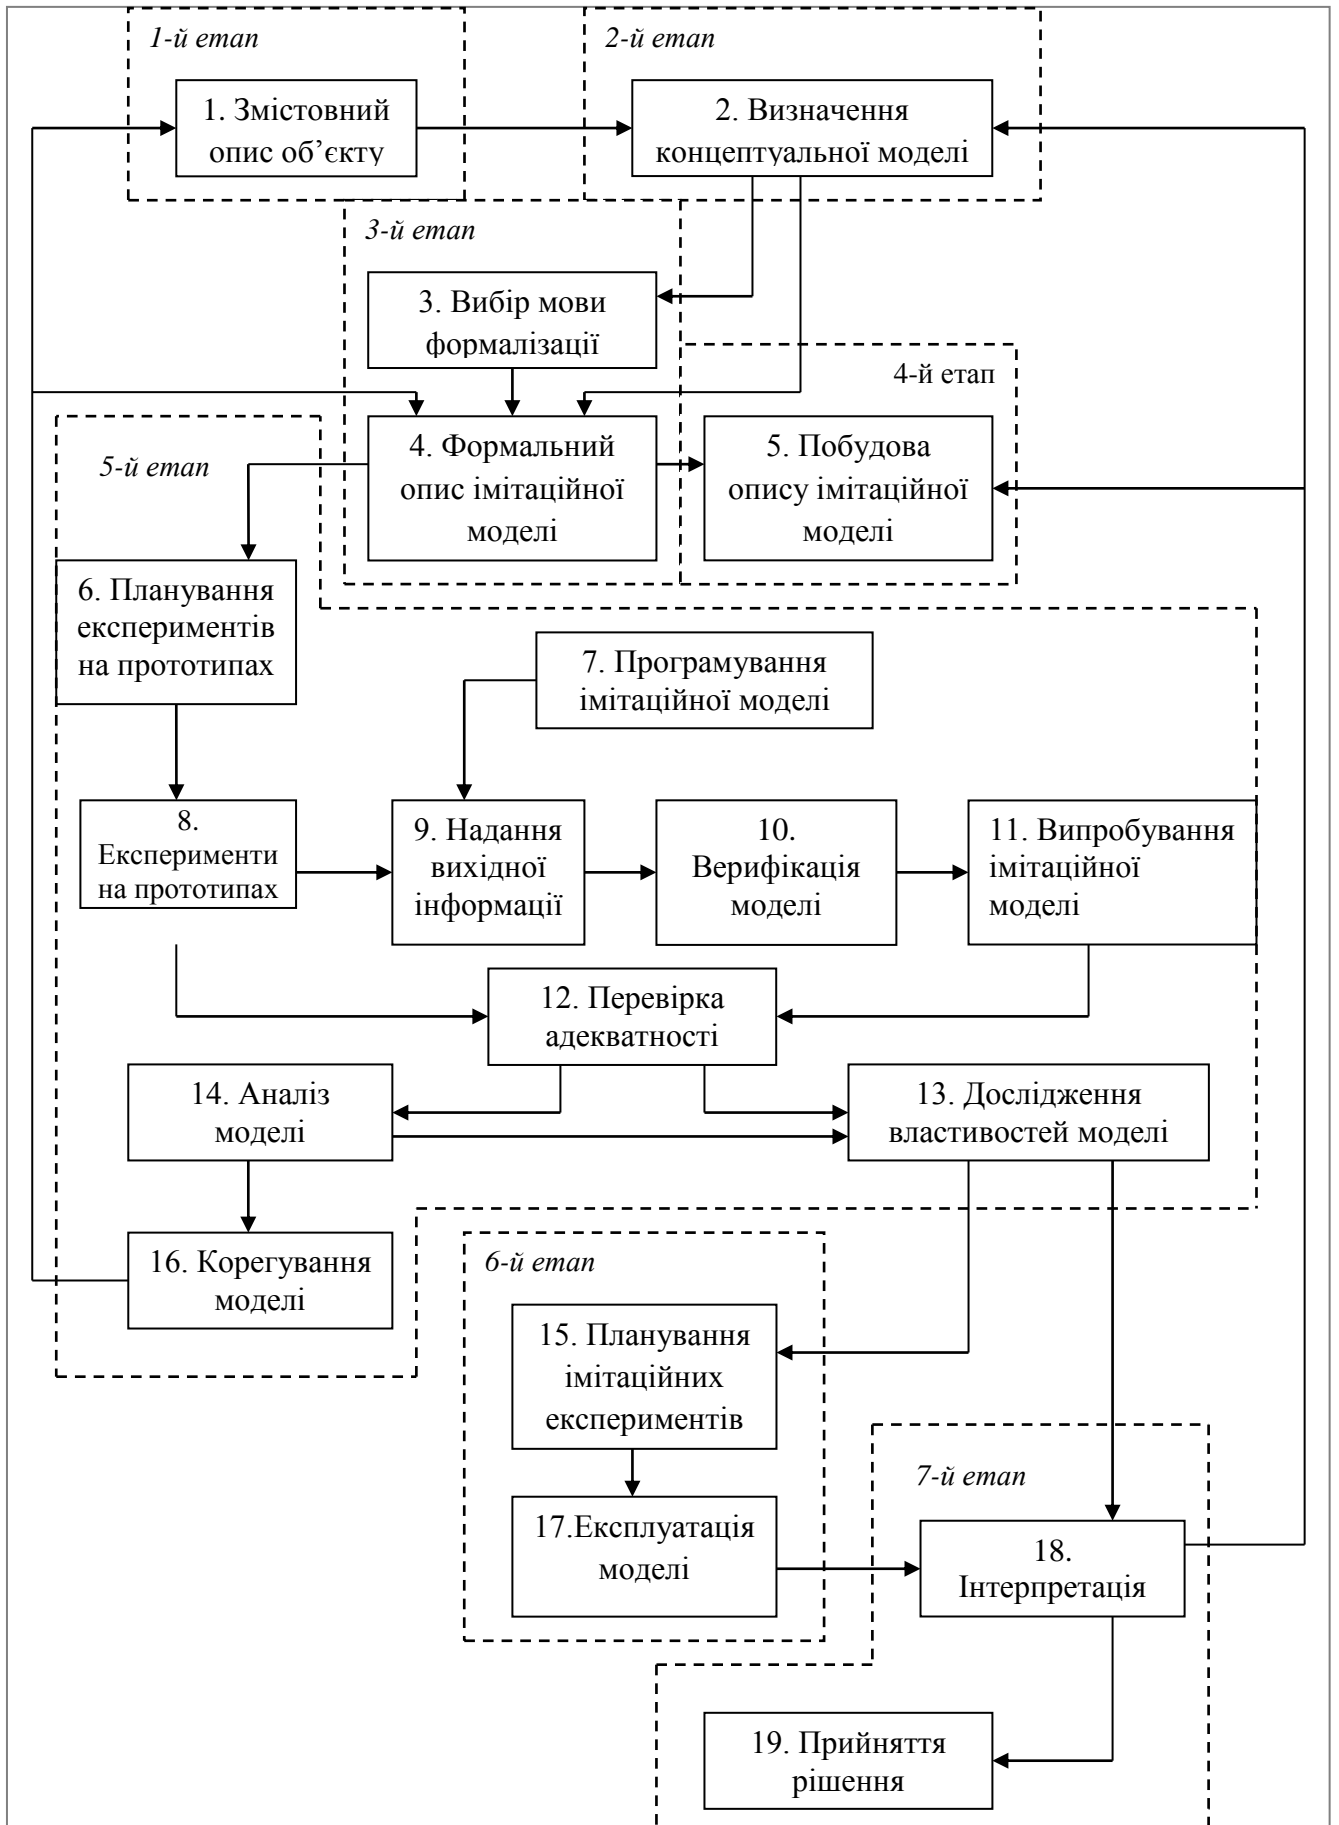 1-й етап
2-й етап
1. Змістовний
опис об’єкту
2. Визначення
концептуальної моделі
3-й етап
3. Вибір мови
формалізації
4-й етап
4. Формальний
опис імітаційної
моделі
5. Побудова
опису імітаційної
моделі
5-й етап
6. Планування
експериментів
на прототипах
7. Програмування
імітаційної моделі
8.
Експерименти
на прототипах
9. Надання
вихідної
інформації
10.
Верифікація
моделі
11. Випробування
імітаційної
моделі
12. Перевірка
адекватності
14. Аналіз
моделі
13. Дослідження
властивостей моделі
16. Корегування
моделі
6-й етап
15. Планування
імітаційних
експериментів
7-й етап
17.Експлуатація
моделі
18.
Інтерпретація
19. Прийняття
рішення